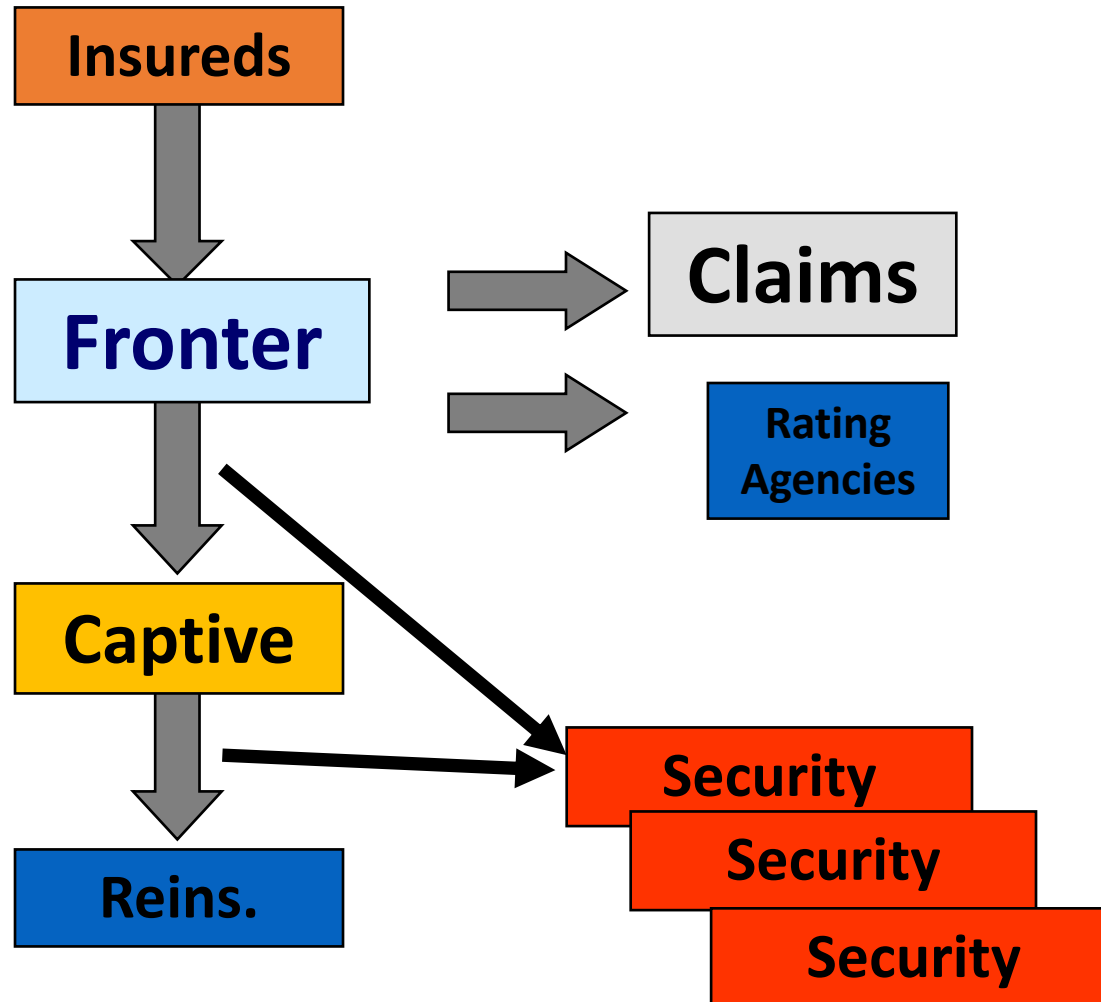 Insureds
Fronter
Claims
Rating
Agencies
Captive
Security
Security
Reins.
Security